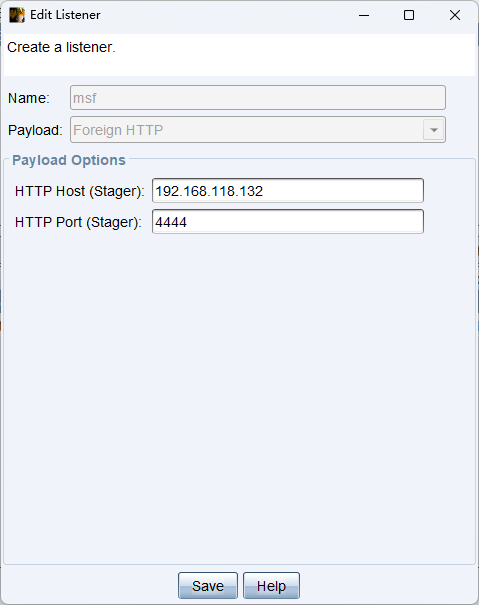 Edit Listener
Create a listener.
Name: msf
Payload: Foreign HTTP
Payload Options
HTTP Host (Stager): 192.168.118.132
HTTP Port (Stager): 4444
Save Help